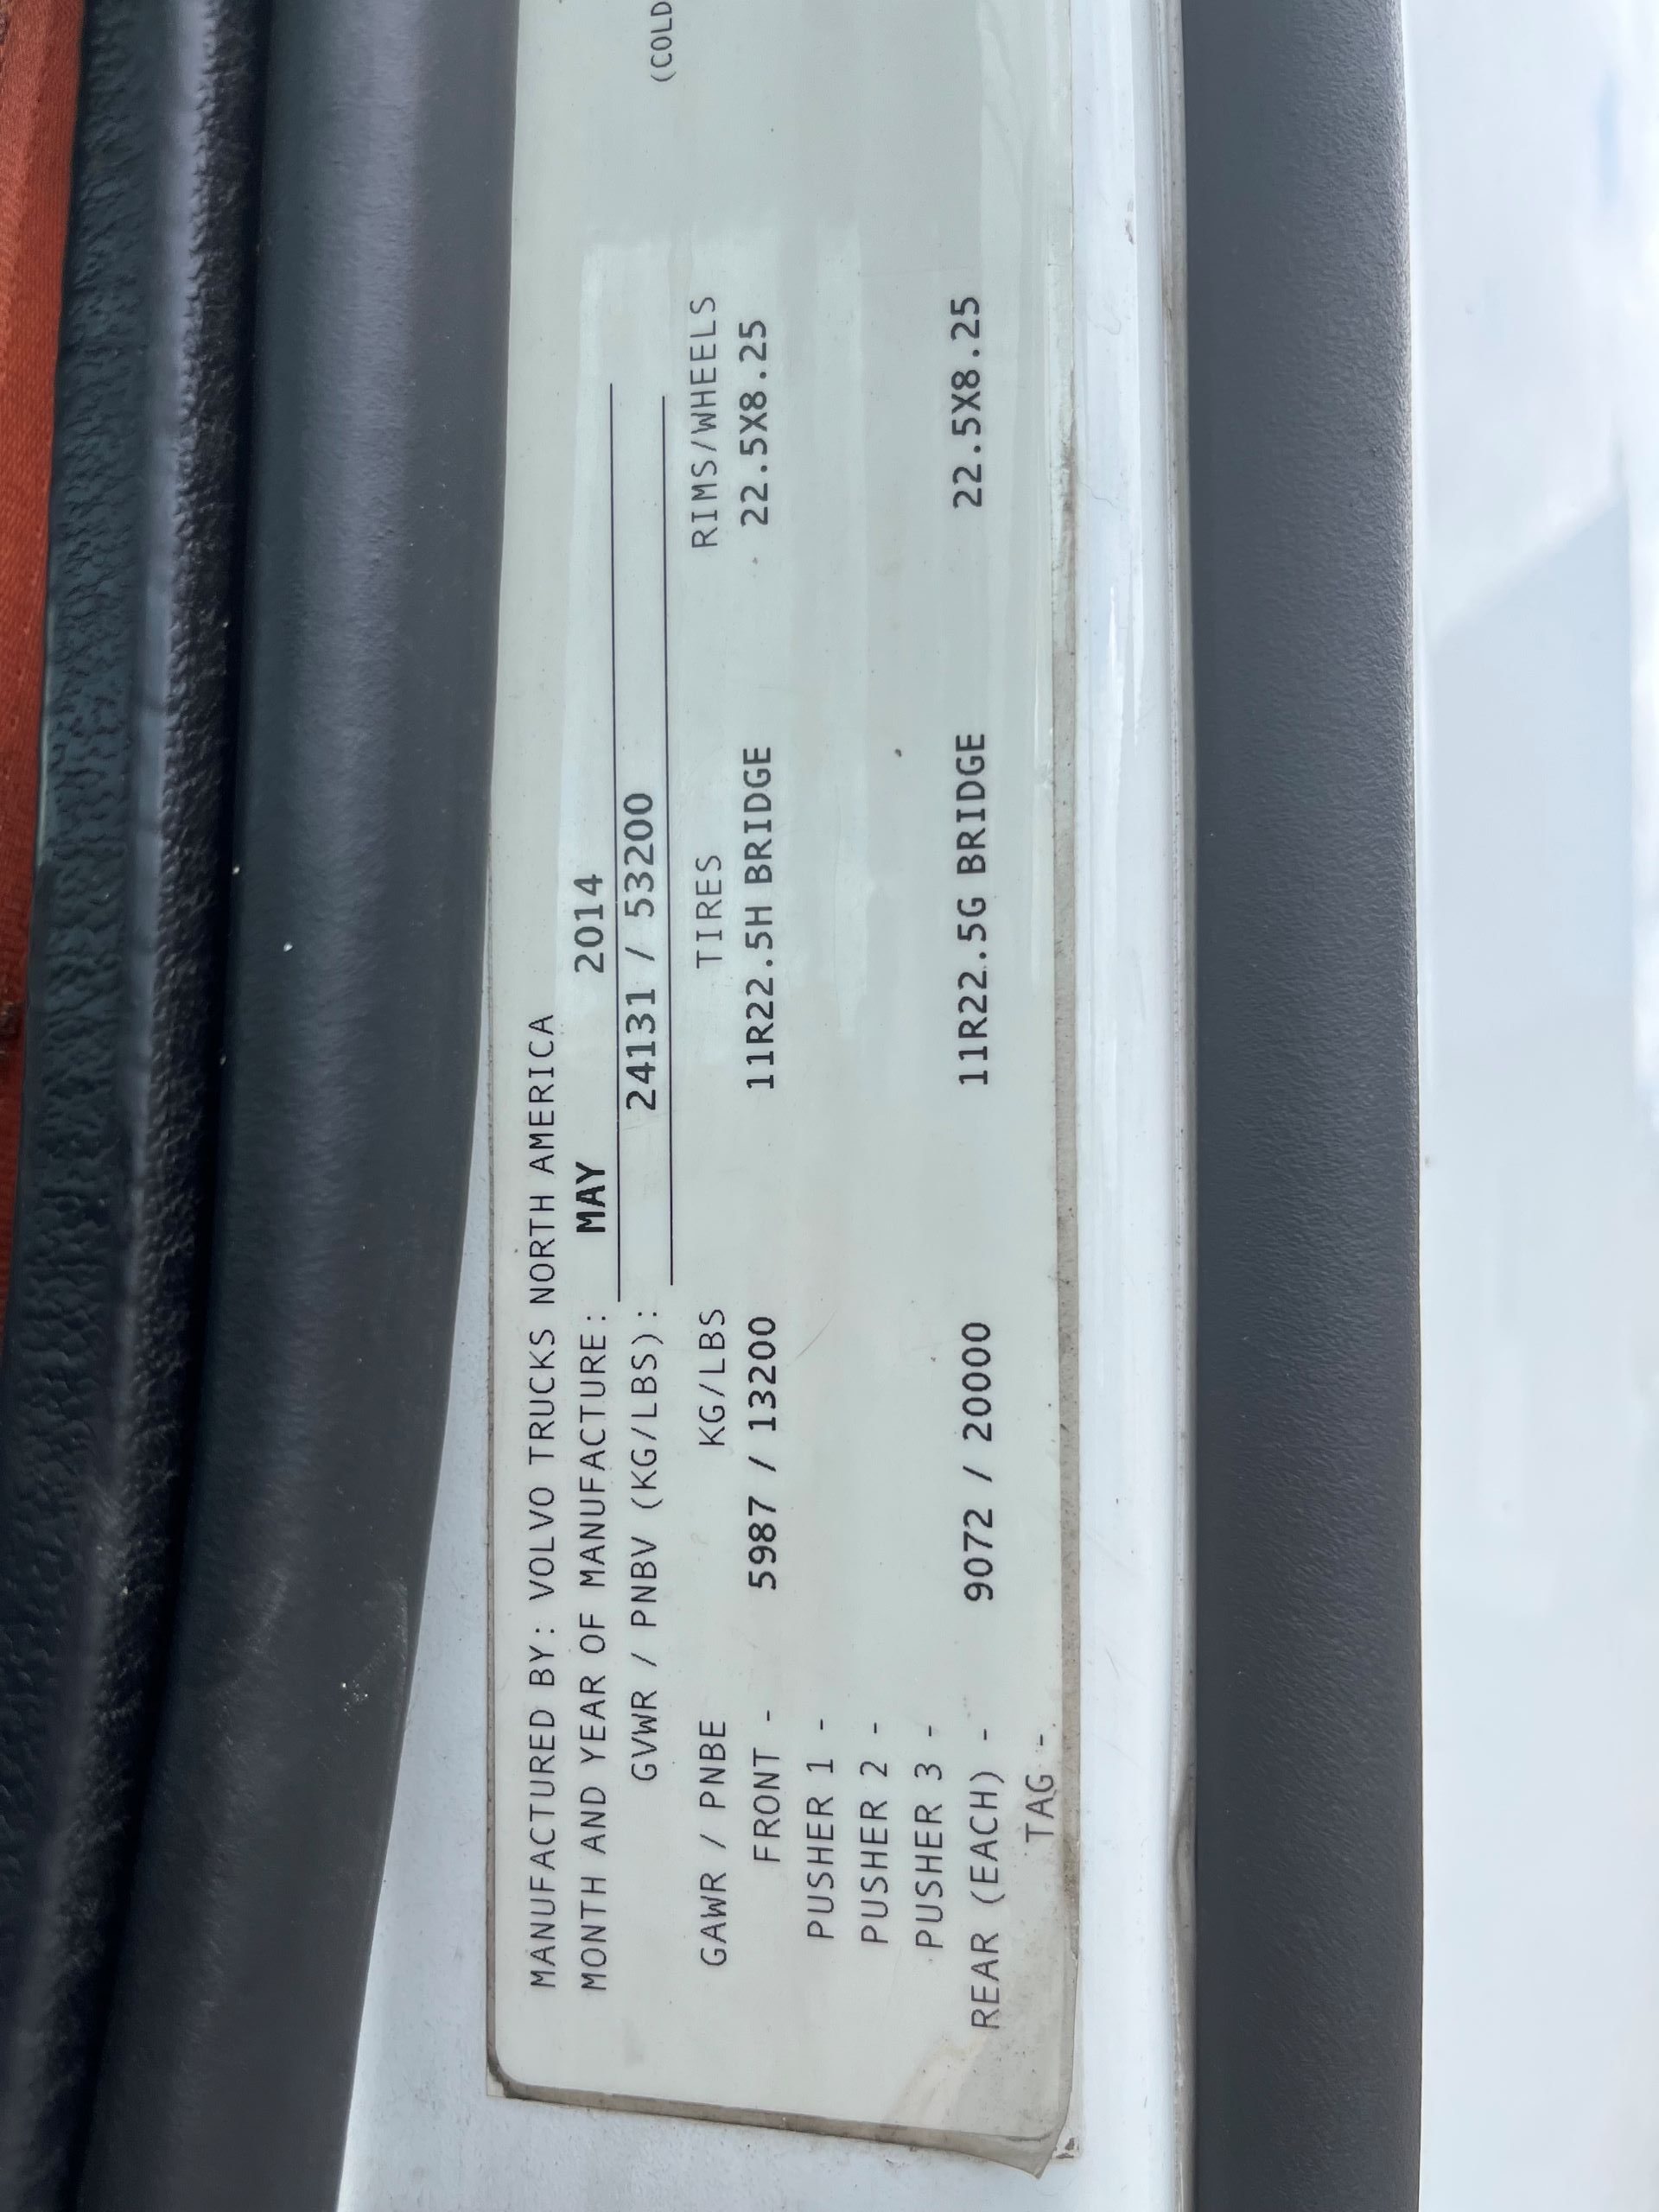 MANUFACTURED BY: VOLVO TRUCKS NORTH AMERICA
MONTH AND YEAR OF MANUFACTURE: MAY 2014
GVWR / PNBV (KG/LBS): 24131 / 53200
(COLD
GAWR / PNBE KG/LBS TIRES RIMS/WHEELS
FRONT - 5987 / 13200 11R22.5H BRIDGE 22.5X8.25
PUSHER 1 -
PUSHER 2 -
PUSHER 3 -
REAR (EACH) - 9072 / 20000 11R22.5G BRIDGE 22.5X8.25
TAG -